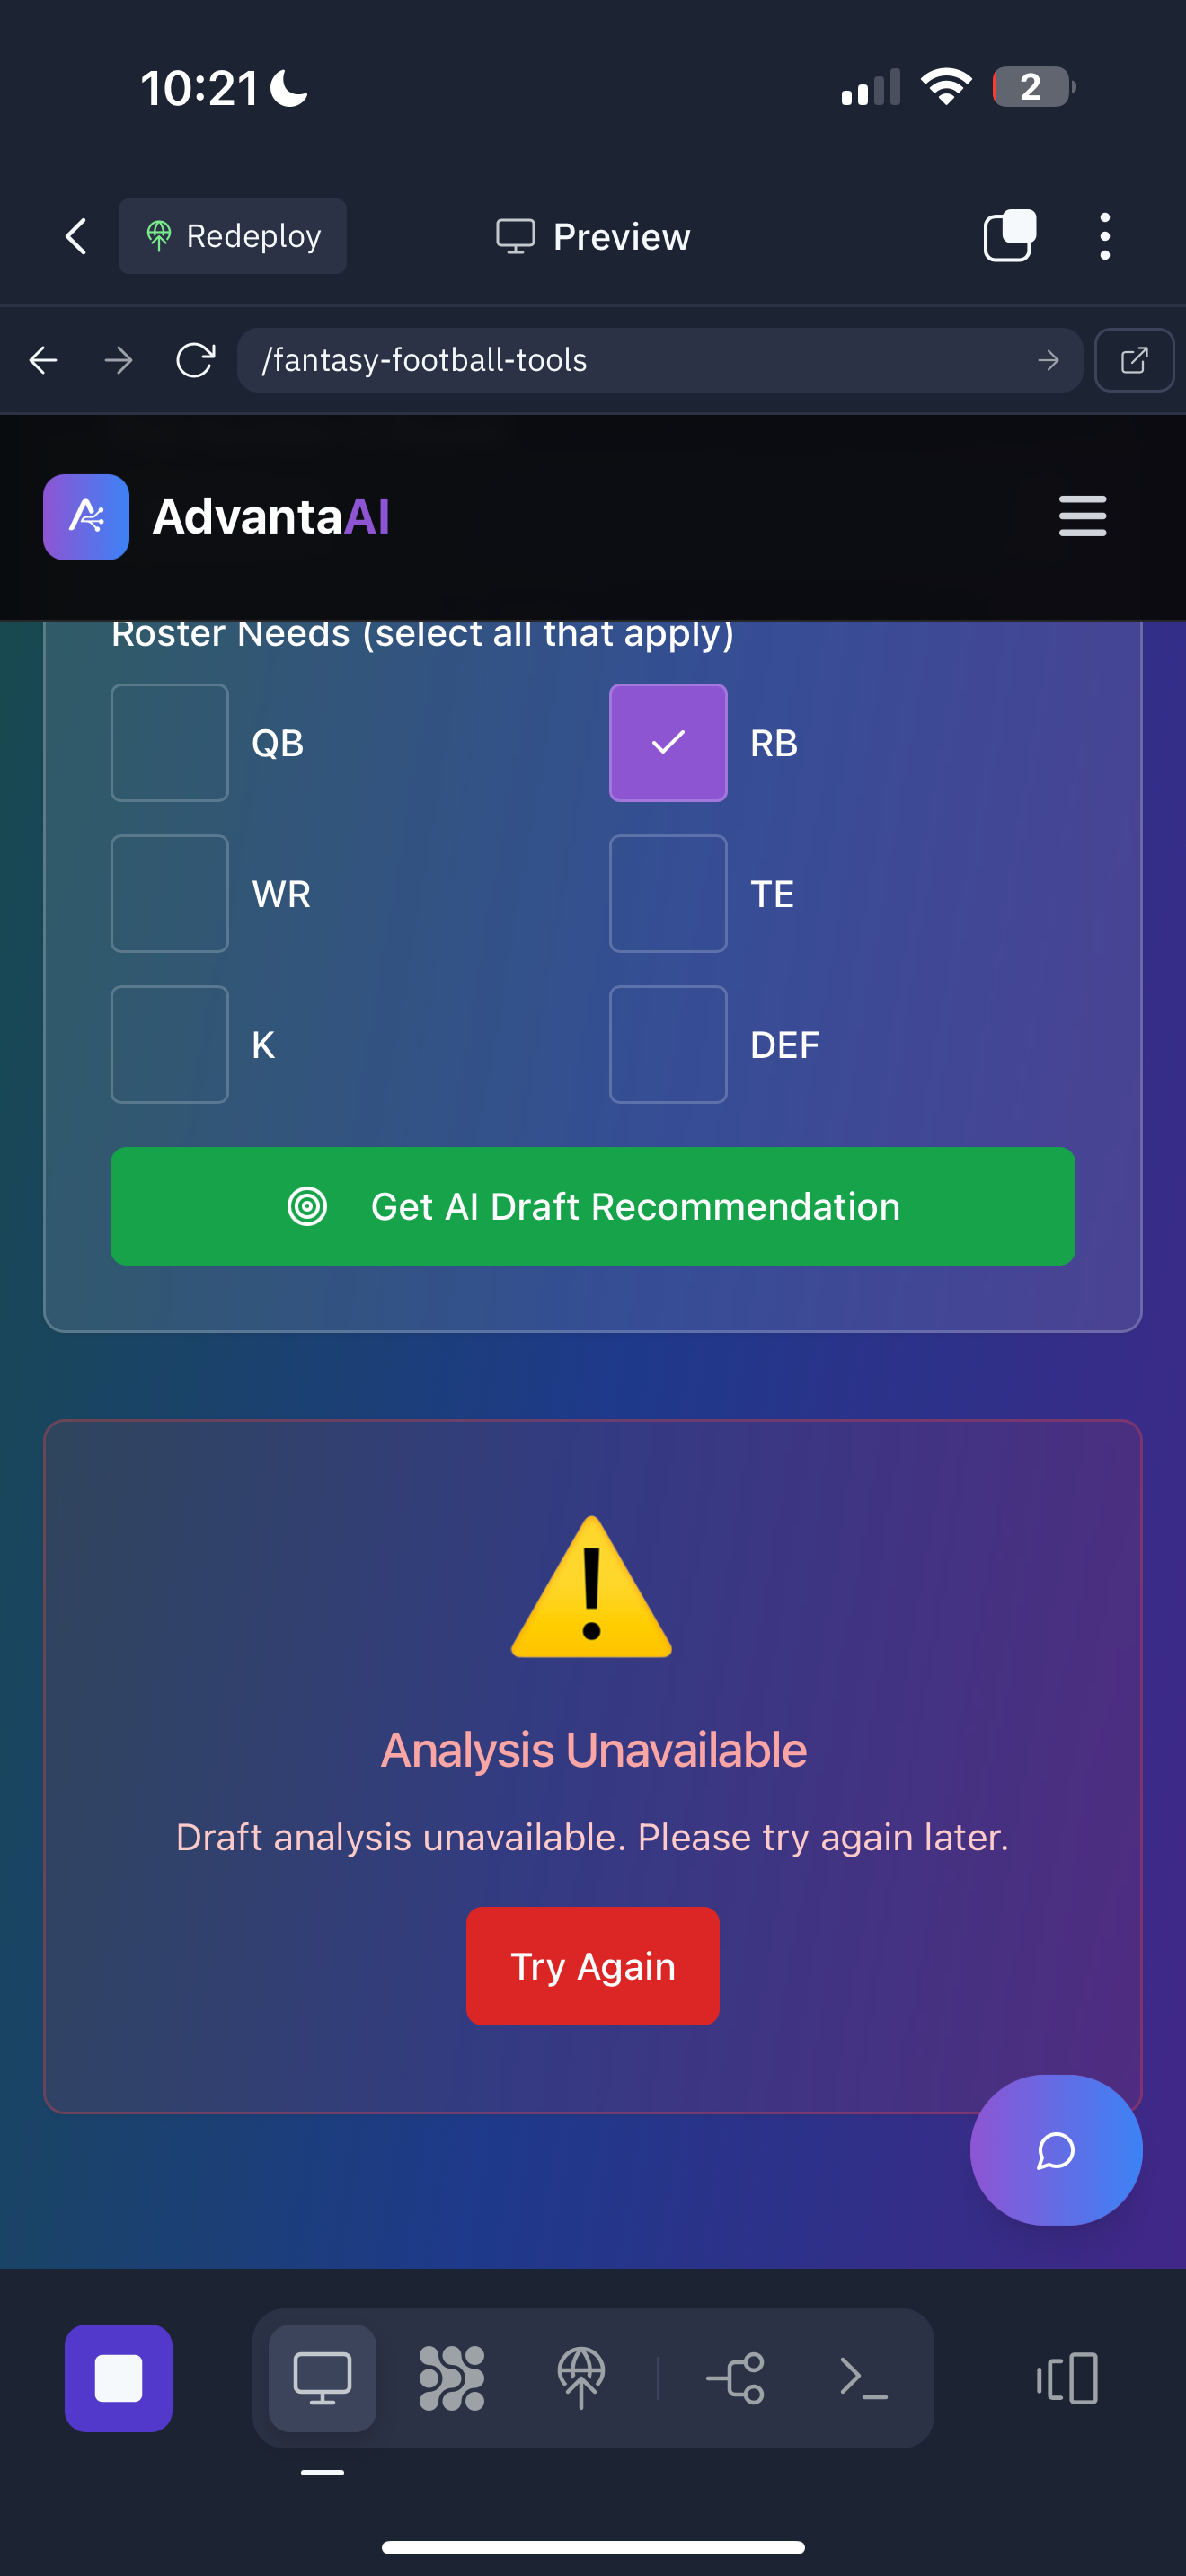 10:21
2
Redeploy
Preview
/fantasy-football-tools
AdvantaAI
Roster Needs (select all that apply)
QB
RB
WR
TE
K
DEF
Get AI Draft Recommendation
Analysis Unavailable
Draft analysis unavailable. Please try again later.
Try Again